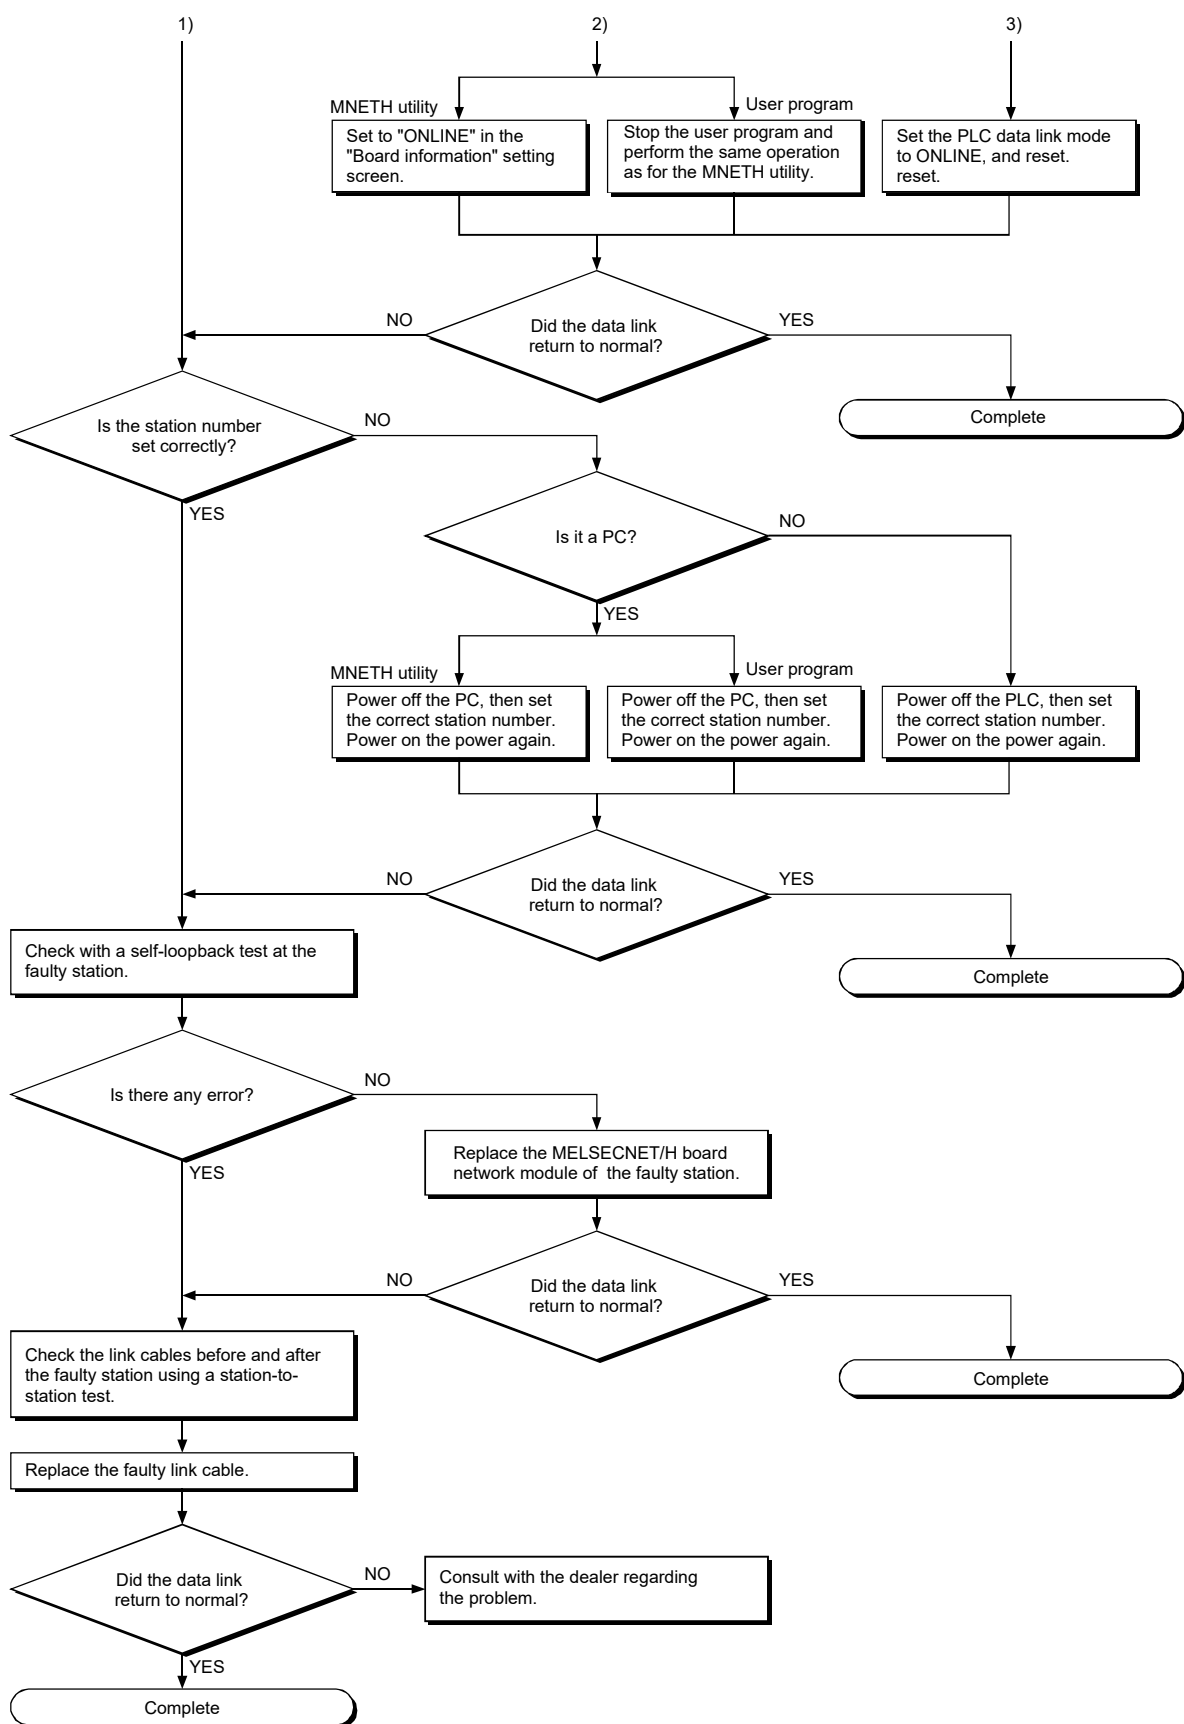 1)
2)
3)
MNETH utility
User program
Set to "ONLINE" in the
"Board information" setting
screen.
Stop the user program and
perform the same operation
as for the MNETH utility.
Set the PLC data link mode
to ONLINE, and reset.
reset.
NO
Did the data link
return to normal?
YES
Complete
Is the station number
set correctly?
NO
YES
Is it a PC?
NO
YES
MNETH utility
User program
Power off the PC, then set
the correct station number.
Power on the power again.
Power off the PC, then set
the correct station number.
Power on the power again.
Power off the PLC, then set
the correct station number.
Power on the power again.
NO
Did the data link
return to normal?
YES
Complete
Check with a self-loopback test at the
faulty station.
Is there any error?
NO
YES
Replace the MELSECNET/H board
network module of  the faulty station.
NO
Did the data link
return to normal?
YES
Complete
Check the link cables before and after
the faulty station using a station-to-
station test.
Replace the faulty link cable.
Did the data link
return to normal?
NO
Consult with the dealer regarding
the problem.
YES
Complete